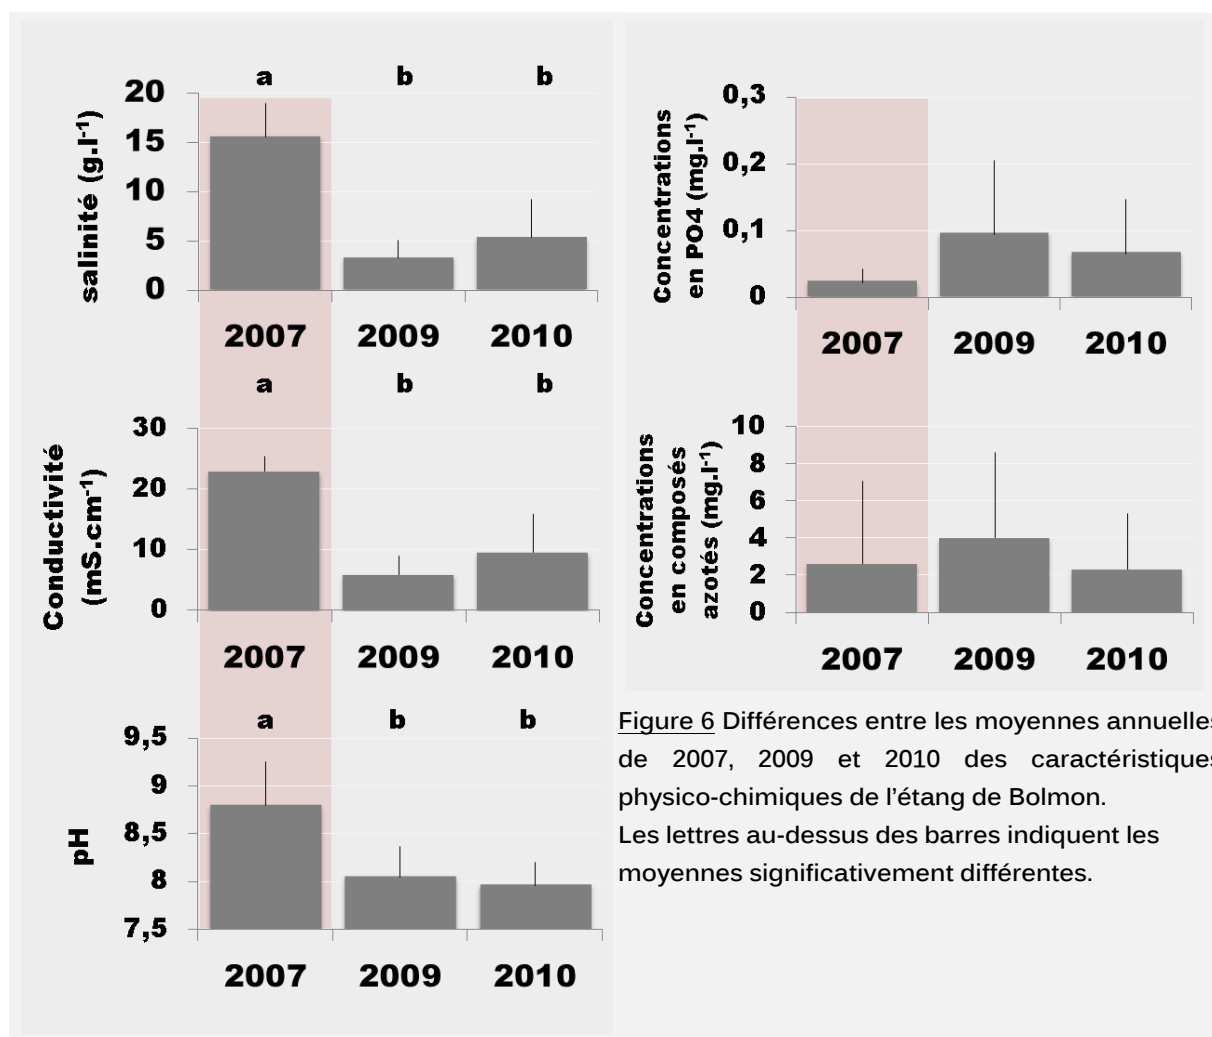 a b b
20
15
10
5
0
salinité (g.l-1)
2007 2009 2010
a b b
30
20
10
0
Conductivité
(mS.cm-1)
2007 2009 2010
a b b
9,5
9
8,5
8
7,5
pH
2007 2009 2010
0,3
0,2
0,1
0
Concentrations
en PO4 (mg.l-1)
2007 2009 2010
10
8
6
4
2
0
Concentrations
en composés
azotés (mg.l-1)
2007 2009 2010
Figure 6 Différences entre les moyennes annuelles
de 2007, 2009 et 2010 des caractéristiques
physico-chimiques de l’étang de Bolmon.
Les lettres au-dessus des barres indiquent les
moyennes significativement différentes.